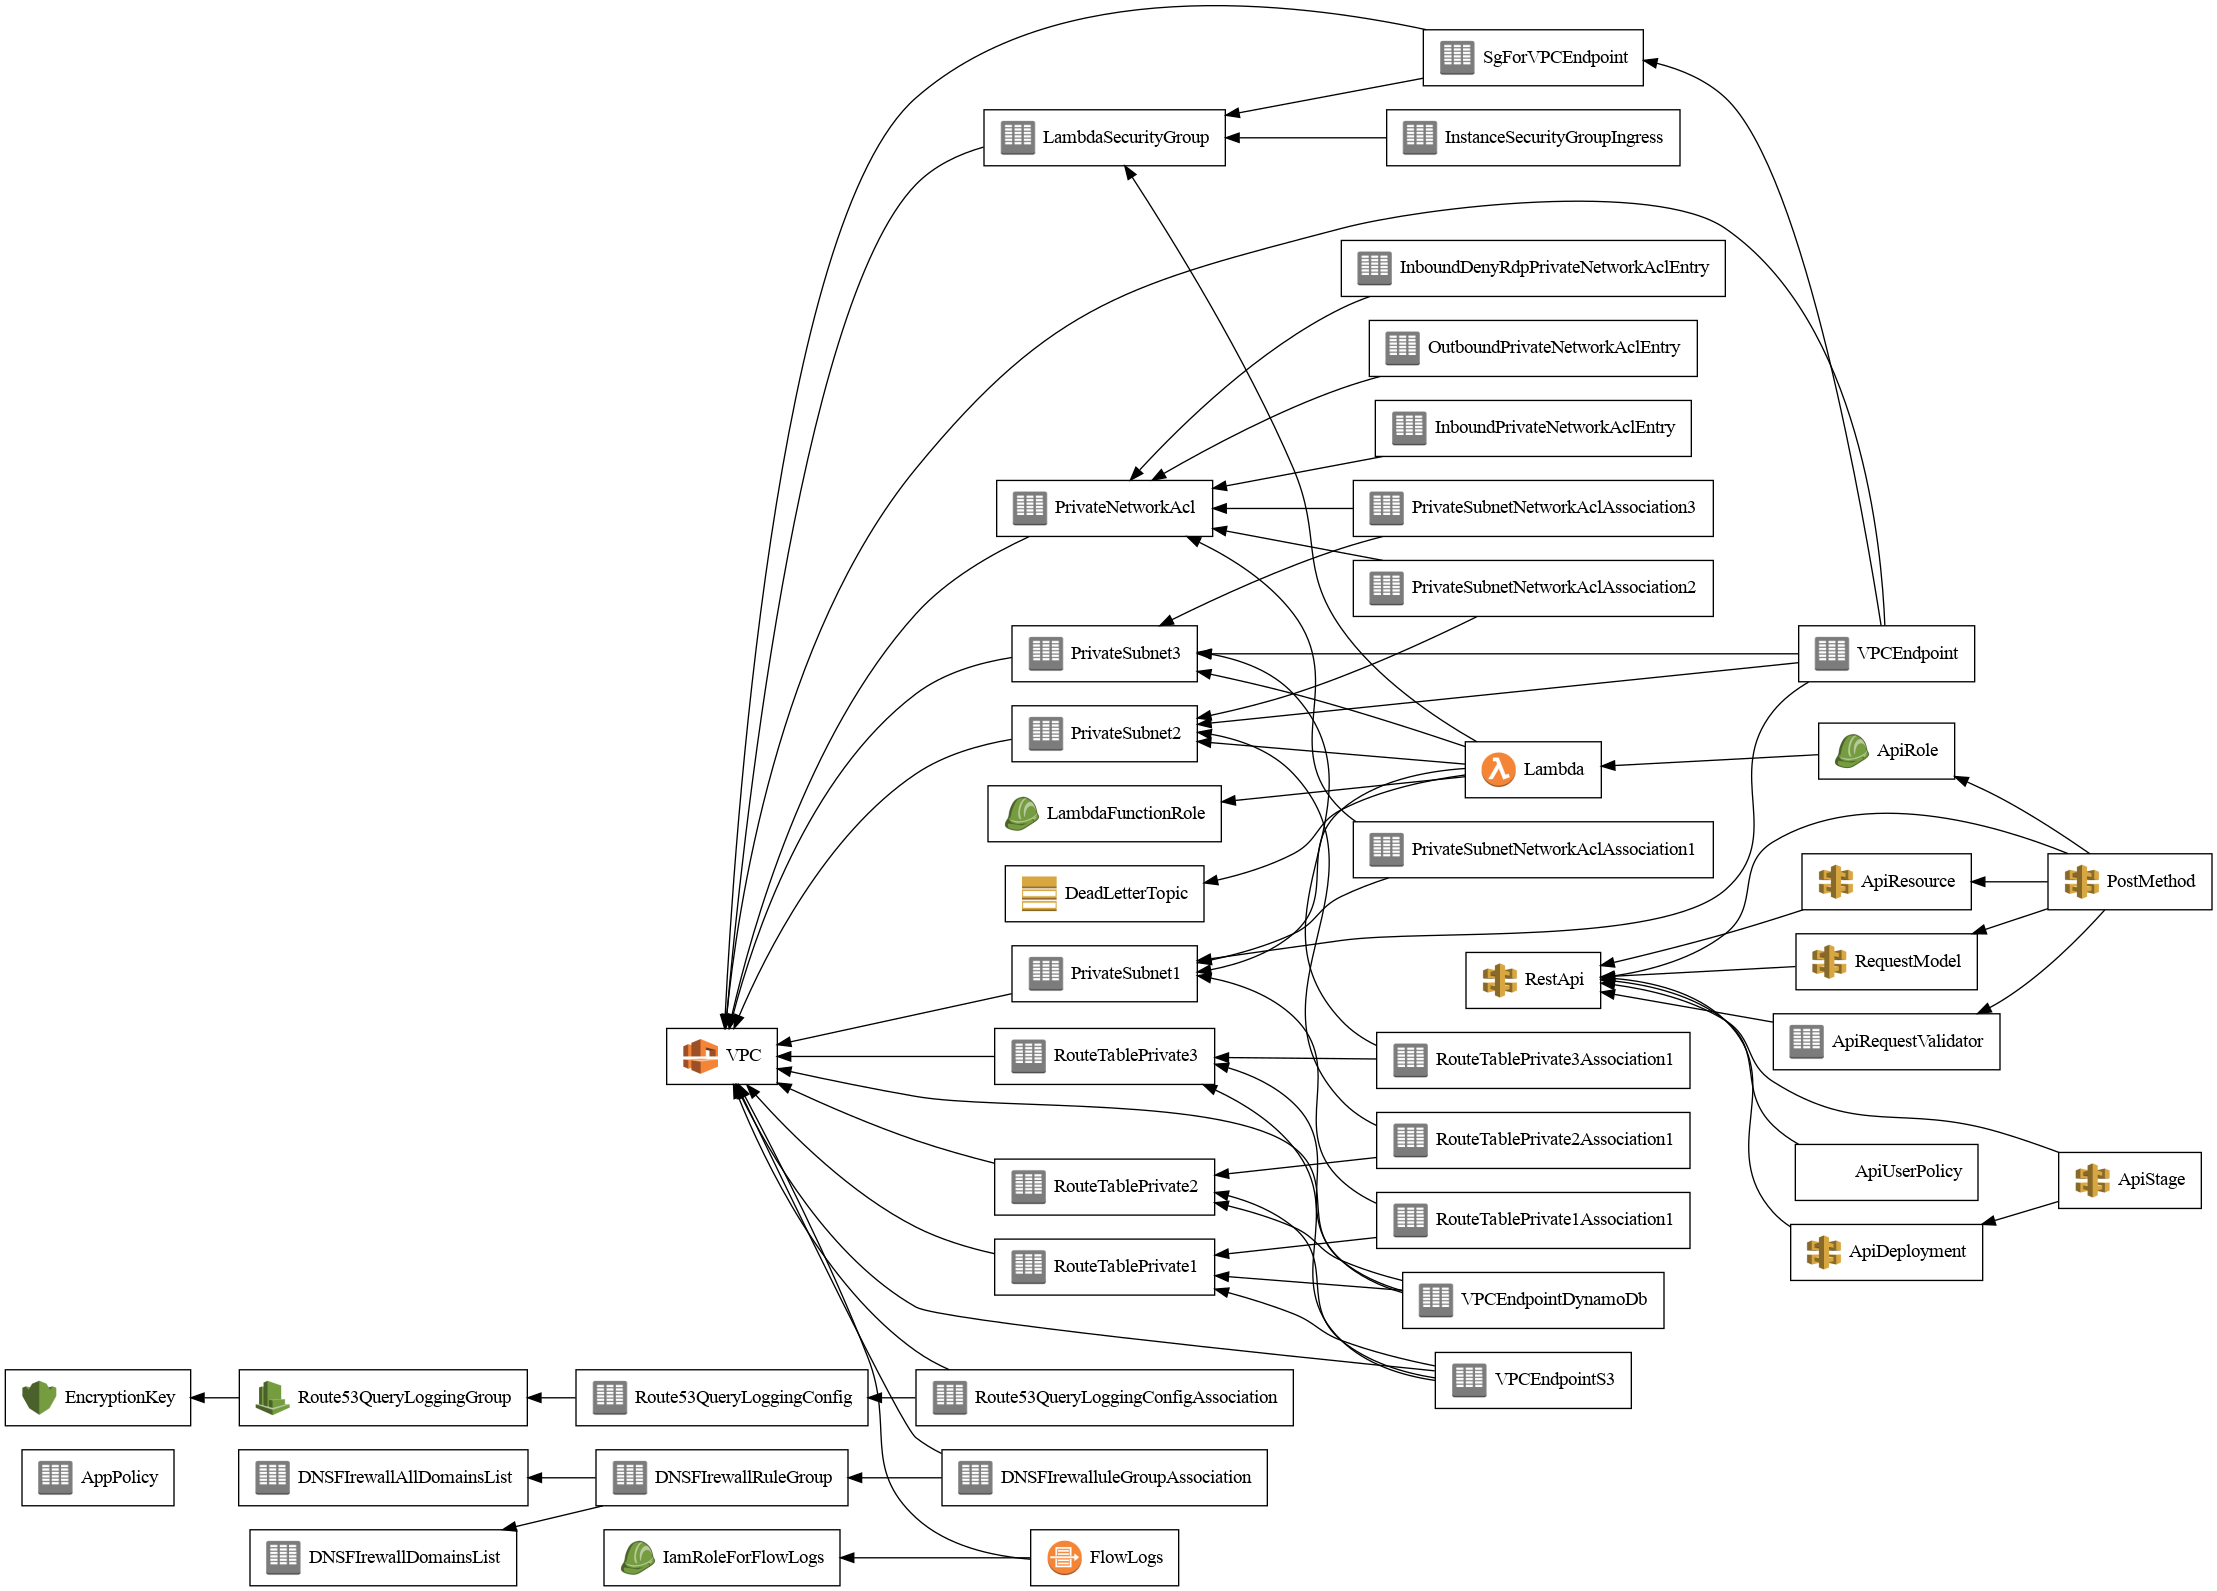 SgForVPCEndpoint
LambdaSecurityGroup
InstanceSecurityGroupIngress
InboundDenyRdpPrivateNetworkAclEntry
OutboundPrivateNetworkAclEntry
InboundPrivateNetworkAclEntry
PrivateNetworkAcl
PrivateSubnetNetworkAclAssociation3
PrivateSubnetNetworkAclAssociation2
PrivateSubnet3
VPCEndpoint
PrivateSubnet2
ApiRole
Lambda
LambdaFunctionRole
PrivateSubnetNetworkAclAssociation1
DeadLetterTopic
ApiResource
PostMethod
RequestModel
PrivateSubnet1
RestApi
ApiRequestValidator
VPC
RouteTablePrivate3
RouteTablePrivate3Association1
RouteTablePrivate2Association1
ApiUserPolicy
ApiStage
RouteTablePrivate2
RouteTablePrivate1Association1
ApiDeployment
RouteTablePrivate1
VPCEndpointDynamoDb
VPCEndpointS3
EncryptionKey
Route53QueryLoggingGroup
Route53QueryLoggingConfig
Route53QueryLoggingConfigAssociation
AppPolicy
DNSFIrewallAllDomainsList
DNSFIrewallRuleGroup
DNSFIrewalluleGroupAssociation
DNSFIrewallDomainsList
IamRoleForFlowLogs
FlowLogs